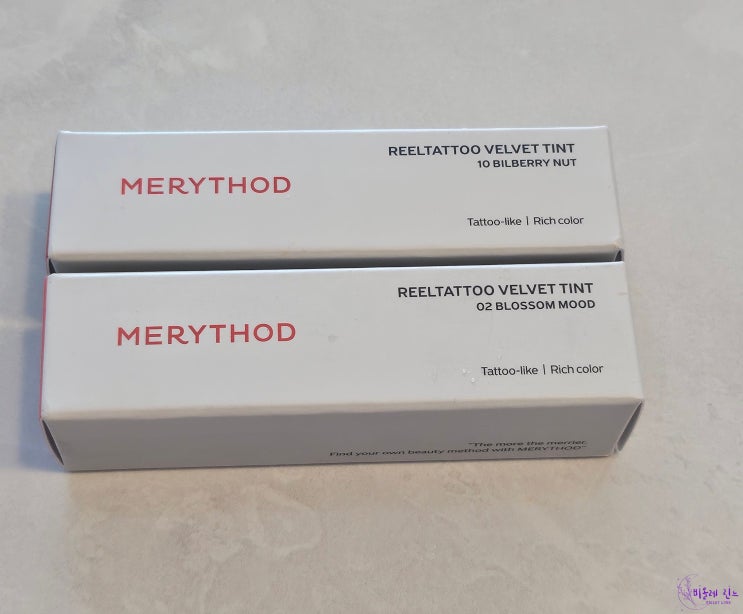 MERYTHOD
REELTATTOO VELVET TINT
10 BILBERRY NUT
Tattoo-like | Rich color
MERYTHOD
REELTATTOO VELVET TINT
02 BLOSSOM MOOD
Tattoo-like | Rich color
"The more the merrier,
Find your own beauty method with MERYTHOD"